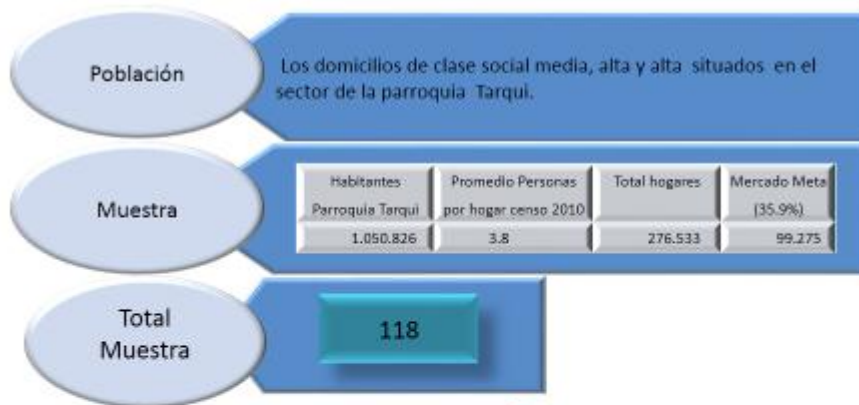 Población
Los domicilios de clase social media, alta y alta situados en el
sector de la parroquia Tarqui.
Muestra
Habitantes Promedio Personas Total hogares Mercado Meta
Parroquia Tarqui por hogar censo 2010 (35.9%)
1.050.826 3.8 276.533 99.275
Total
Muestra
118